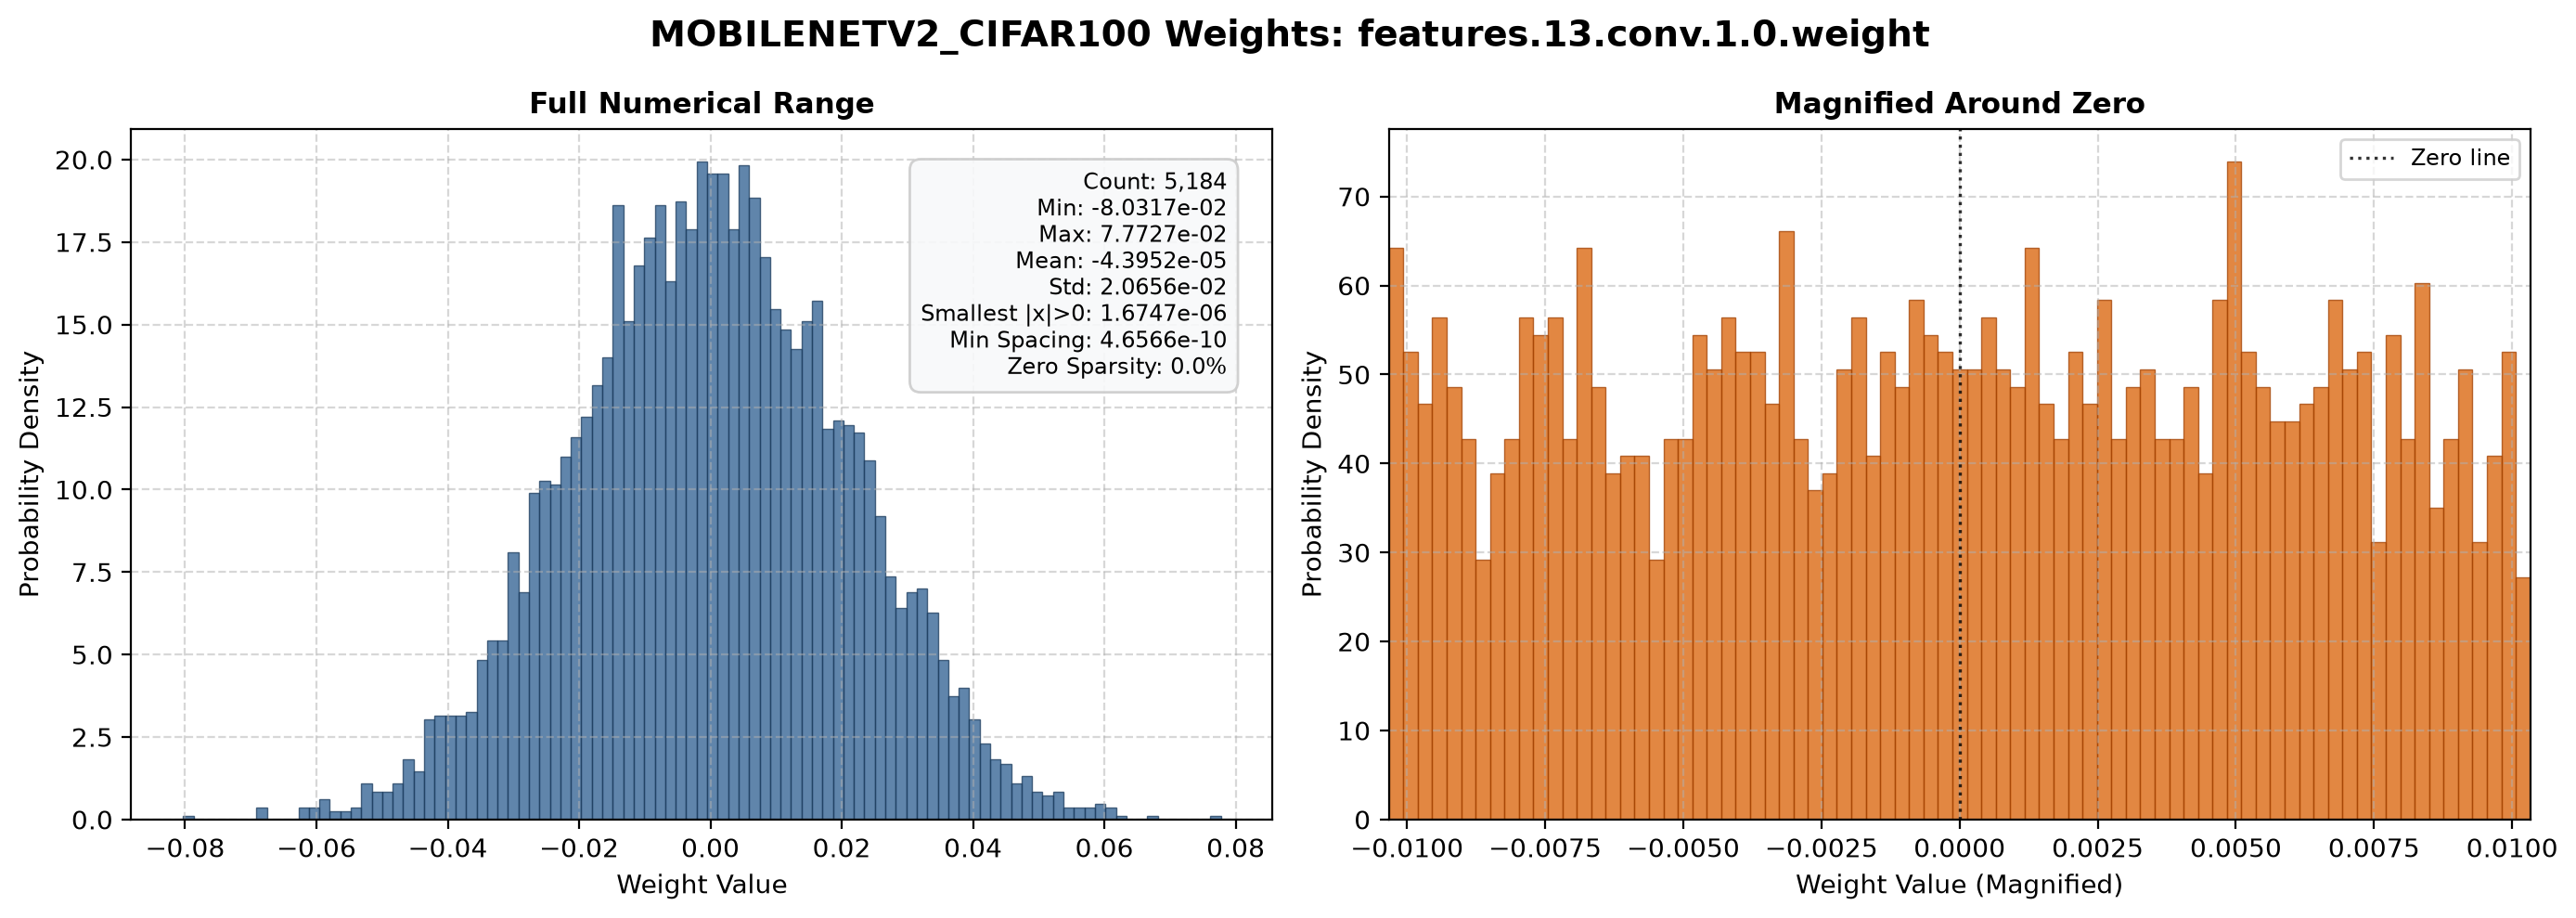 MOBILENETV2_CIFAR100 Weights: features.13.conv.1.0.weight
Full Numerical Range
20.0
17.5
15.0
12.5
10.0
7.5
5.0
2.5
0.0
Probability Density
Count: 5,184
Min: -8.0317e-02
Max: 7.7727e-02
Mean: -4.3952e-05
Std: 2.0656e-02
Smallest |x|>0: 1.6747e-06
Min Spacing: 4.6566e-10
Zero Sparsity: 0.0%
−0.08 −0.06 −0.04 −0.02 0.00 0.02 0.04 0.06 0.08
Weight Value
Magnified Around Zero
Zero line
70
60
50
40
30
20
10
0
Probability Density
−0.0100 −0.0075 −0.0050 −0.0025 0.0000 0.0025 0.0050 0.0075 0.0100
Weight Value (Magnified)